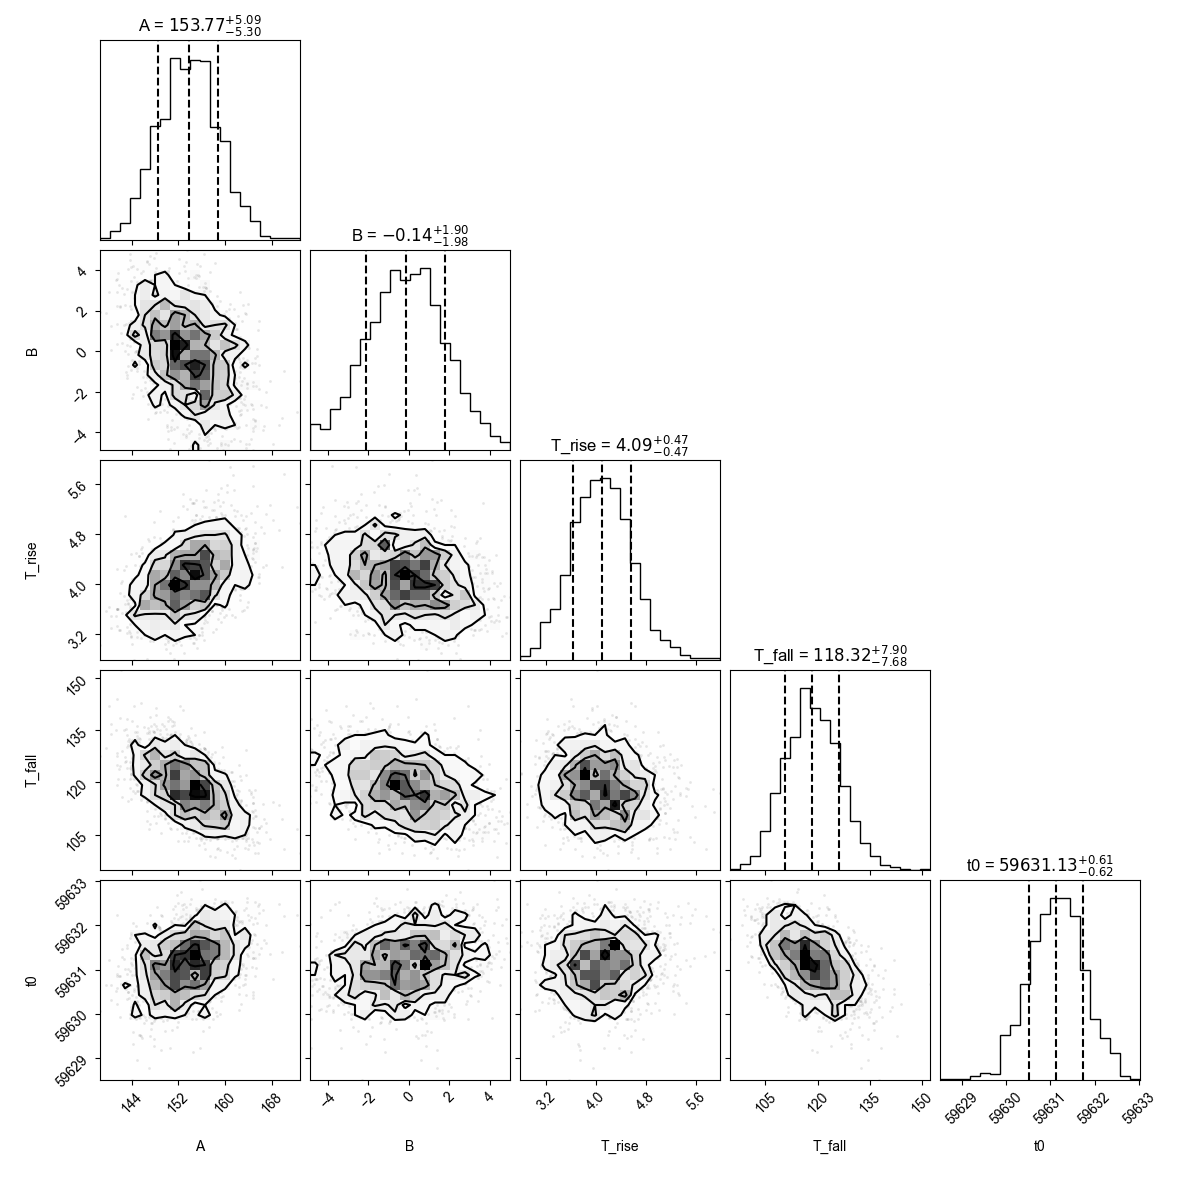 A = 153.77+5.09−5.30
B = −0.14+1.90−1.98
4
2
0
−2
−4
B
T_rise = 4.09+0.47−0.47
5.6
4.8
4.0
3.2
T_rise
T_fall = 118.32+7.90−7.68
150
135
120
105
T_fall
t0 = 59631.13+0.61−0.62
59633
59632
59631
59630
59629
t0
144 152 160 168
−4 −2 0 2 4
3.2 4.0 4.8 5.6
105 120 135 150
59629 59630 59631 59632 59633
A B T_rise T_fall t0